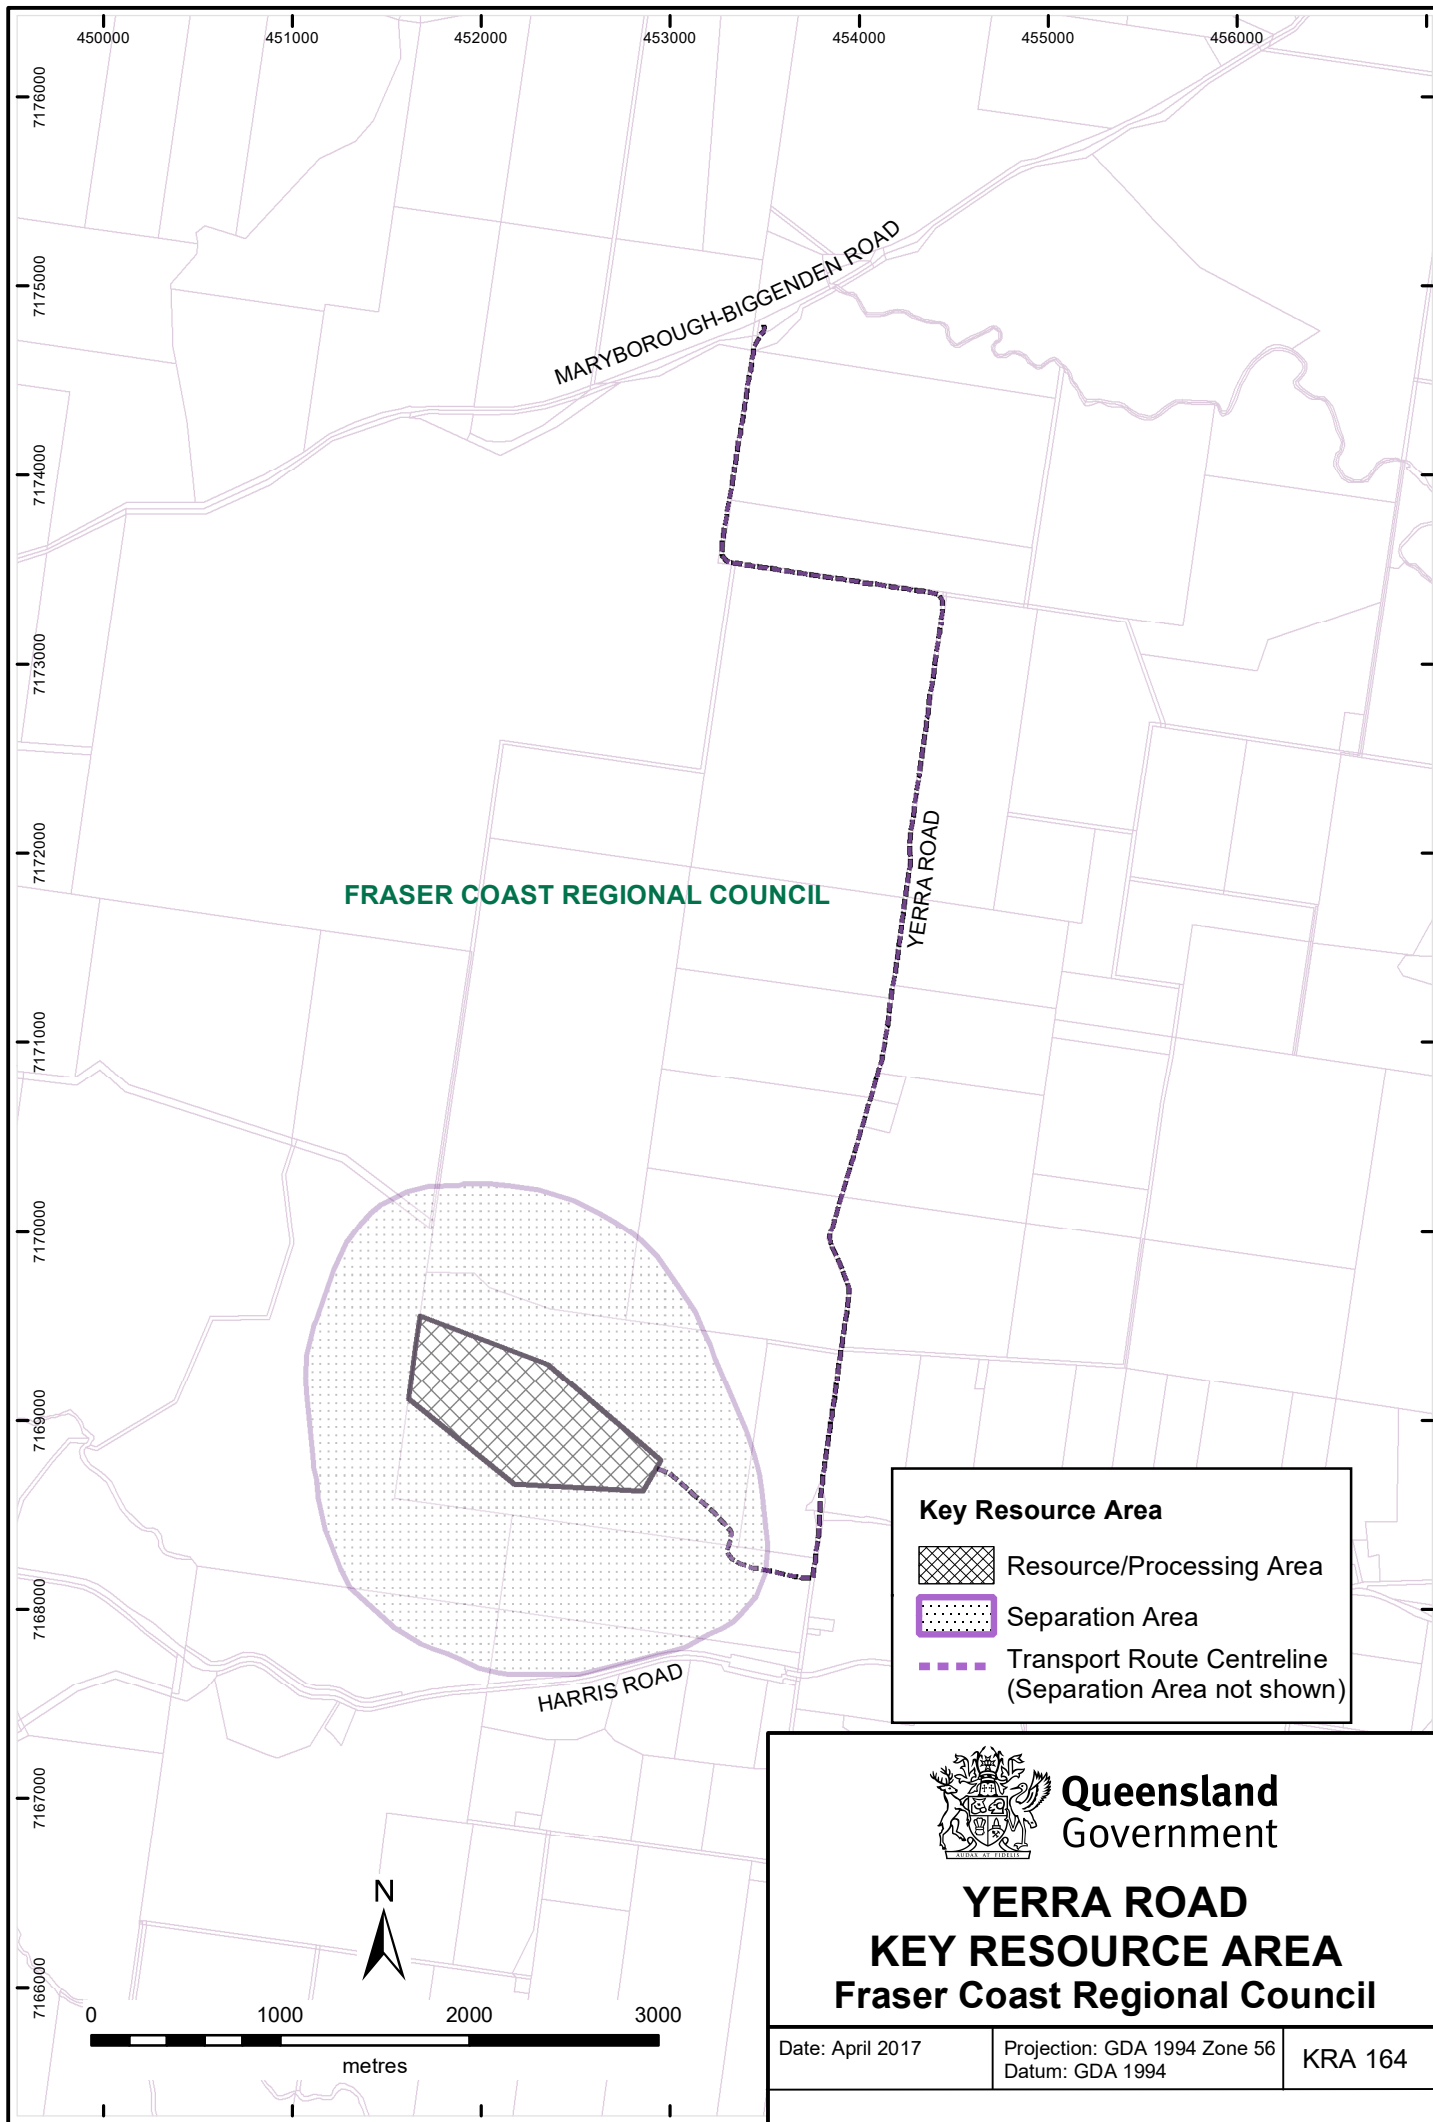 450000
451000
452000
453000
454000
455000
456000
7176000
7175000
7174000
7173000
7172000
7171000
7170000
7169000
7168000
7167000
7166000
MARYBOROUGH-BIGGENDEN ROAD
YERRA ROAD
FRASER COAST REGIONAL COUNCIL
HARRIS ROAD
Key Resource Area
Resource/Processing Area
Separation Area
Transport Route Centreline
(Separation Area not shown)
N
0 1000 2000 3000
metres
AUDAX AT FIDELIS
Queensland
Government
YERRA ROAD
KEY RESOURCE AREA
Fraser Coast Regional Council
Date: April 2017
Projection: GDA 1994 Zone 56
Datum: GDA 1994
KRA 164